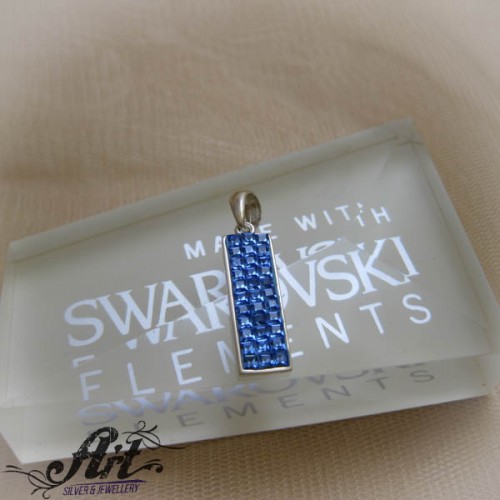 MADE WITH
SWAROVSKI
ELEMENTS
Art
SILVER & JEWELLERY